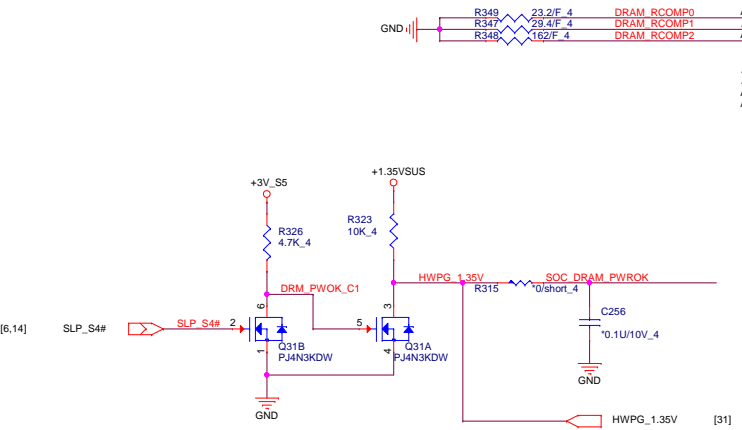 R349 23.2/F_4 DRAM_RCOMP0
GND R347 29.4/F_4 DRAM_RCOMP1
R348 162/F_4 DRAM_RCOMP2
+1.35VSUS
+3V_S5
R323
10K_4
R326
4.7K_4
HWPG_1.35V SOC_DRAM_PWROK
R315 *0/short_4
DRM_PWOK_C1
6 3
C256
*0.1U/10V_4
[6,14] SLP_S4# SLP_S4# 2 5
Q31B Q31A
1 4
PJ4N3KDW PJ4N3KDW
GND
GND
HWPG_1.35V [31]